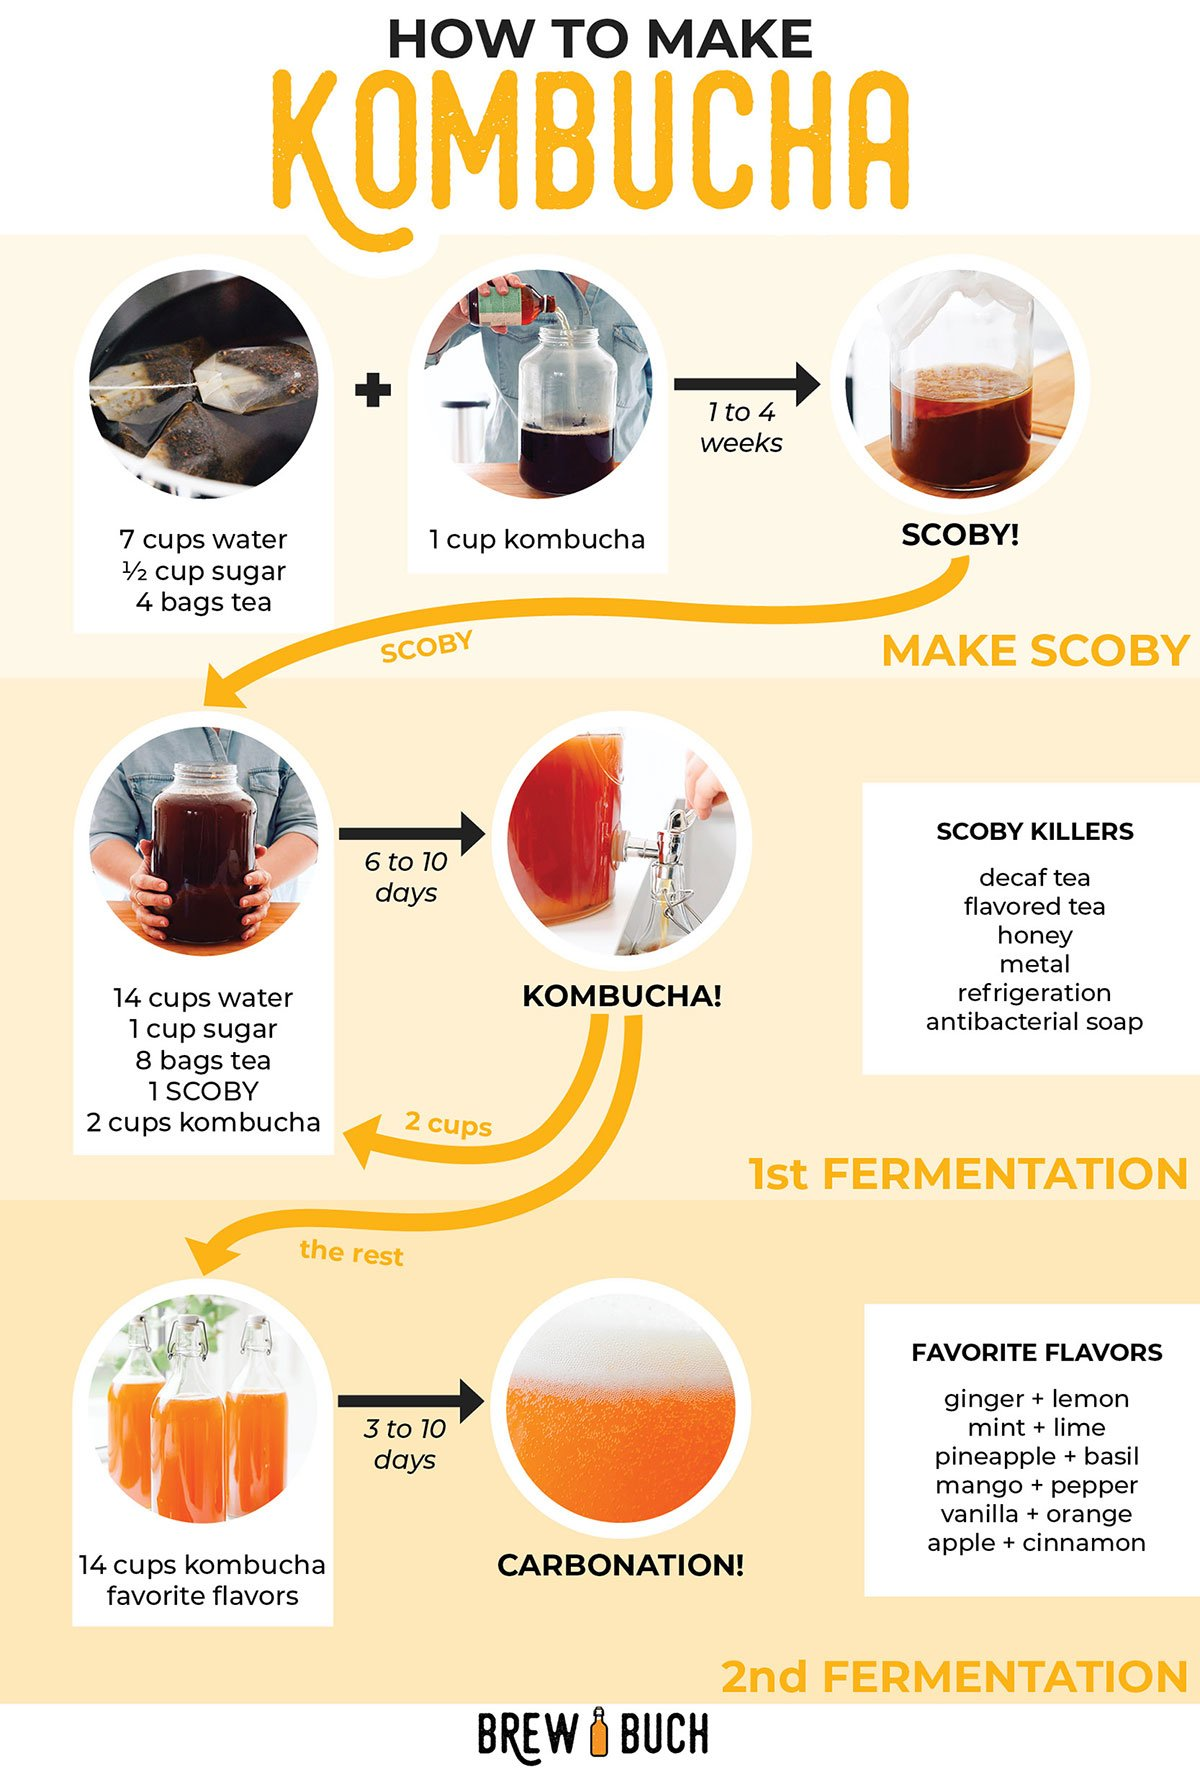 HOW TO MAKE
KOMBUCHA
7 cups water
½ cup sugar
4 bags tea
+
1 cup kombucha
1 to 4
weeks
SCOBY!
SCOBY
MAKE SCOBY
14 cups water
1 cup sugar
8 bags tea
1 SCOBY
2 cups kombucha
6 to 10
days
KOMBUCHA!
SCOBY KILLERS
decaf tea
flavored tea
honey
metal
refrigeration
antibacterial soap
2 cups
1st FERMENTATION
the rest
14 cups kombucha
favorite flavors
3 to 10
days
CARBONATION!
FAVORITE FLAVORS
ginger + lemon
mint + lime
pineapple + basil
mango + pepper
vanilla + orange
apple + cinnamon
2nd FERMENTATION
BREW BUCH